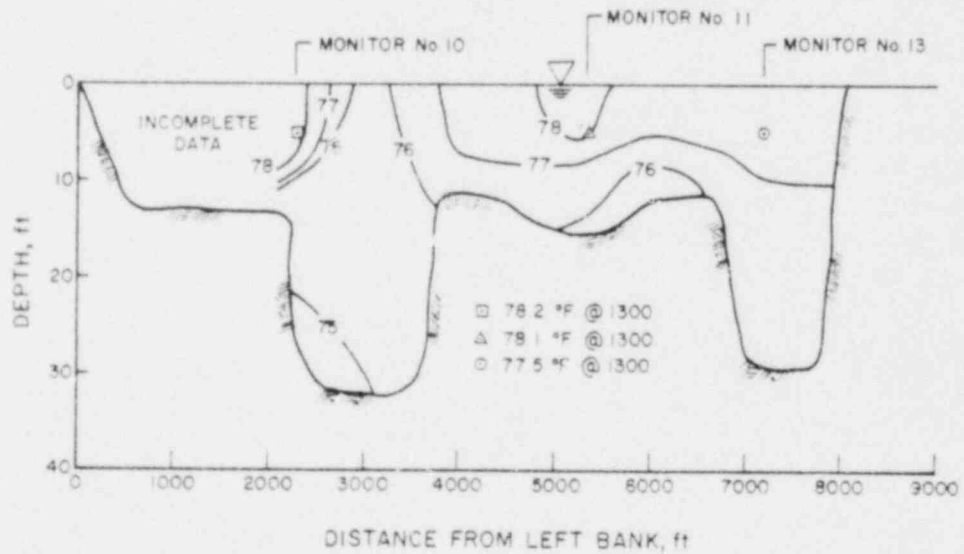 MONITOR No. 11
MONITOR No. 10
MONITOR No. 13
0
77
78
INCOMPLETE
DATA
76
76
78
77
76
10
20
75
78.2 °F @ 1300
78.1 °F @ 1300
77.5 °F @ 1300
30
40
DEPTH, ft
0 1000 2000 3000 4000 5000 6000 7000 8000 9000
DISTANCE FROM LEFT BANK, ft